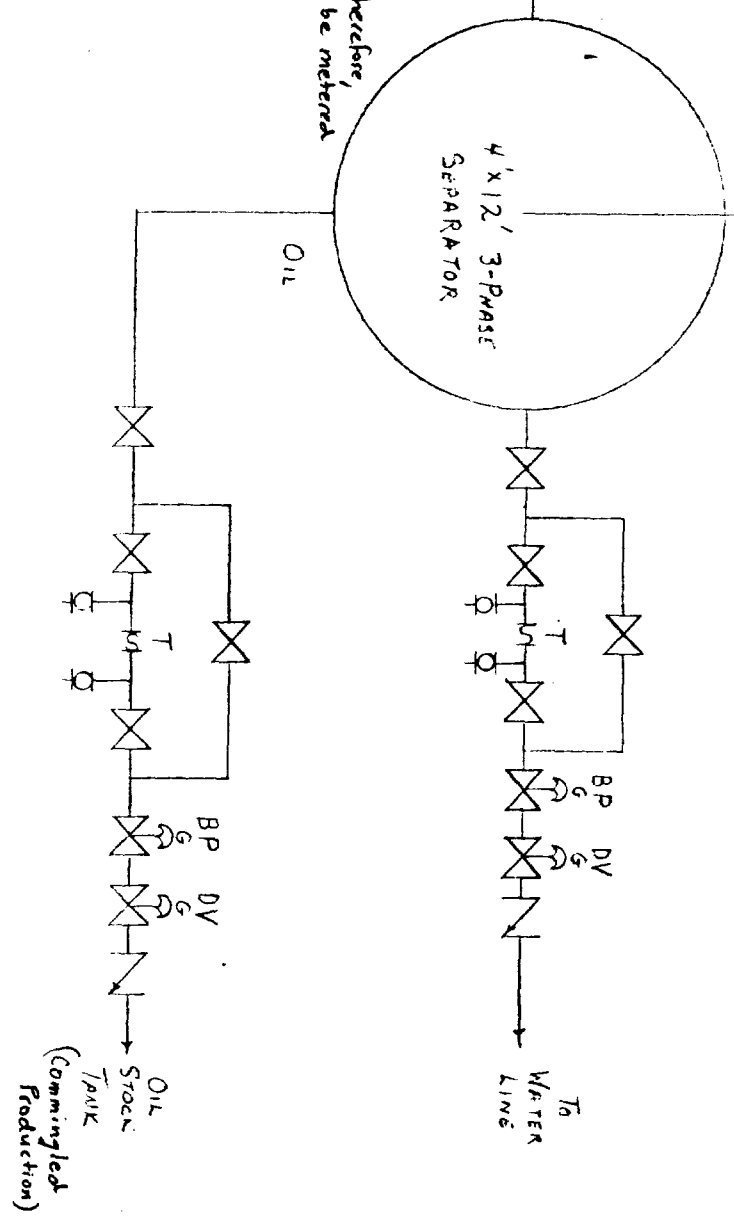 herefore,
be metered
4'x12' 3-PHASE
SEPARATOR
OIL
T
BP
G
DV
G
To
WATER
LINE
T
BP
G
DV
G
OIL
STOCK
TANK
(Commingled
Production)